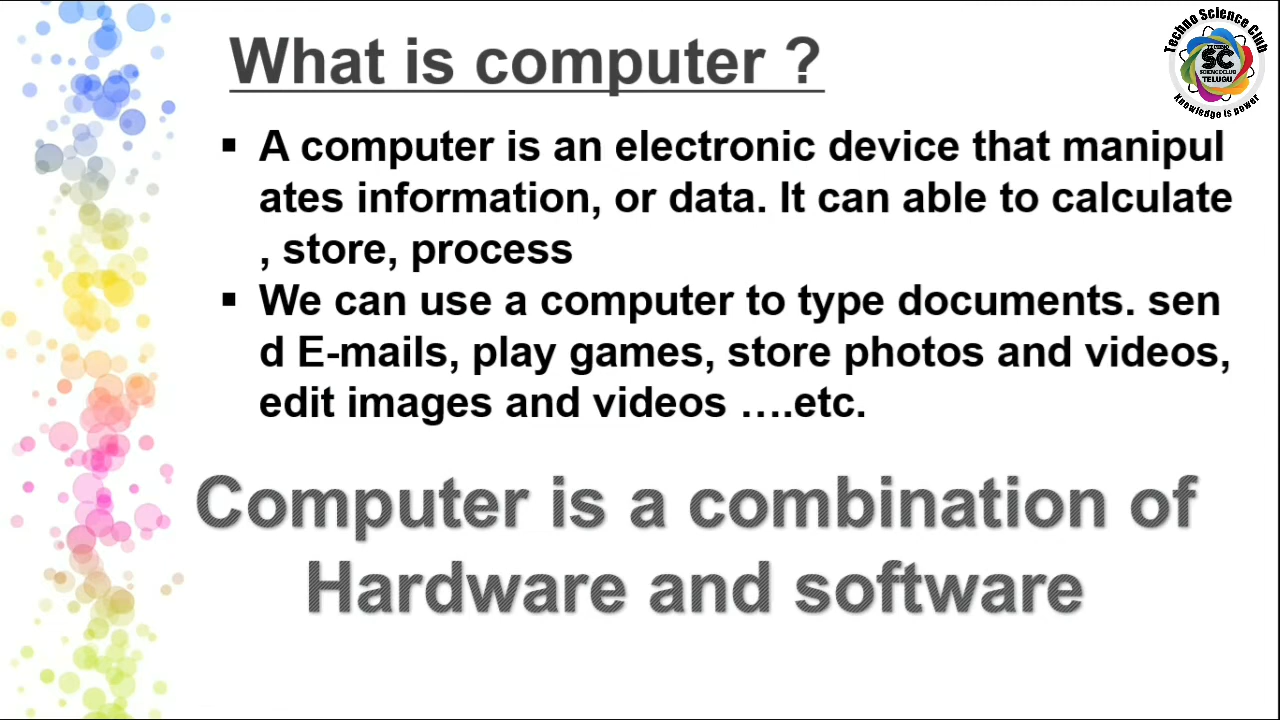 What is computer ?
Techno Science Club
SC
SCIENCECLUB
TELUGU
Knowledge is power
▪ A computer is an electronic device that manipul
ates information, or data. It can able to calculate
, store, process
▪ We can use a computer to type documents. sen
d E-mails, play games, store photos and videos,
edit images and videos ….etc.
Computer is a combination of
Hardware and software